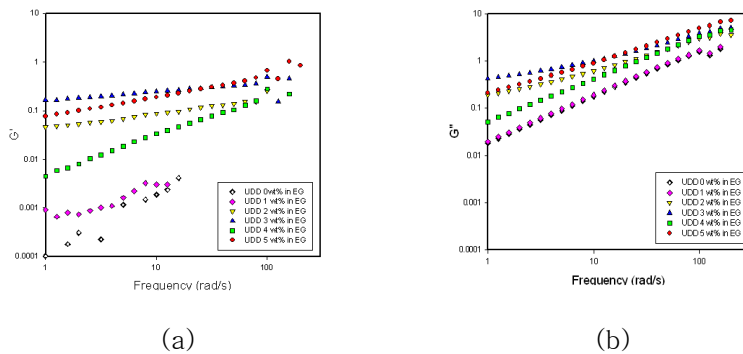 10
1
0.1
0.01
0.001
0.0001
G'
1 10 100
Frequency (rad/s)
UDD 0wt% in EG
UDD 1 wt% in EG
UDD 2 wt% in EG
UDD 3 wt% in EG
UDD 4 wt% in EG
UDD 5 wt% in EG
(a)
10
1
0.1
0.01
0.001
0.0001
G"
1 10 100
Frequency (rad/s)
UDD 0 wt% in EG
UDD 1 wt% in EG
UDD 2 wt% in EG
UDD 3 wt% in EG
UDD 4 wt% in EG
UDD 5 wt% in EG
(b)